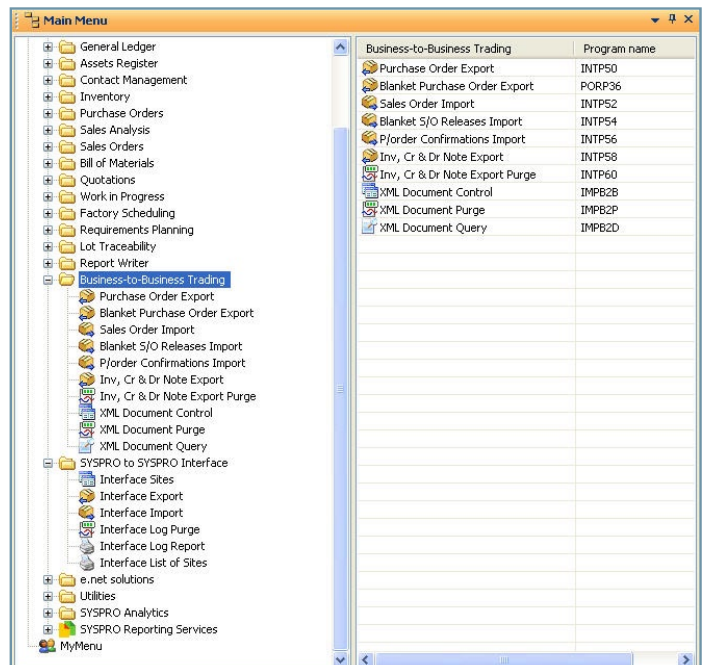 Main Menu
General Ledger
Assets Register
Contact Management
Inventory
Purchase Orders
Sales Analysis
Sales Orders
Bill of Materials
Quotations
Work in Progress
Factory Scheduling
Requirements Planning
Lot Traceability
Report Writer
Business-to-Business Trading
Purchase Order Export
Blanket Purchase Order Export
Sales Order Import
Blanket S/O Releases Import
P/order Confirmations Import
Inv, Cr & Dr Note Export
Inv, Cr & Dr Note Export Purge
XML Document Control
XML Document Purge
XML Document Query
SYSPRO to SYSPRO Interface
Interface Sites
Interface Export
Interface Import
Interface Log Purge
Interface Log Report
Interface List of Sites
e.net solutions
Utilities
SYSPRO Analytics
SYSPRO Reporting Services
MyMenu
Business-to-Business Trading Program name
Purchase Order Export INTP50
Blanket Purchase Order Export PORP36
Sales Order Import INTP52
Blanket S/O Releases Import INTP54
P/order Confirmations Import INTP56
Inv, Cr & Dr Note Export INTP58
Inv, Cr & Dr Note Export Purge INTP60
XML Document Control IMPB2B
XML Document Purge IMPB2P
XML Document Query IMPB2D